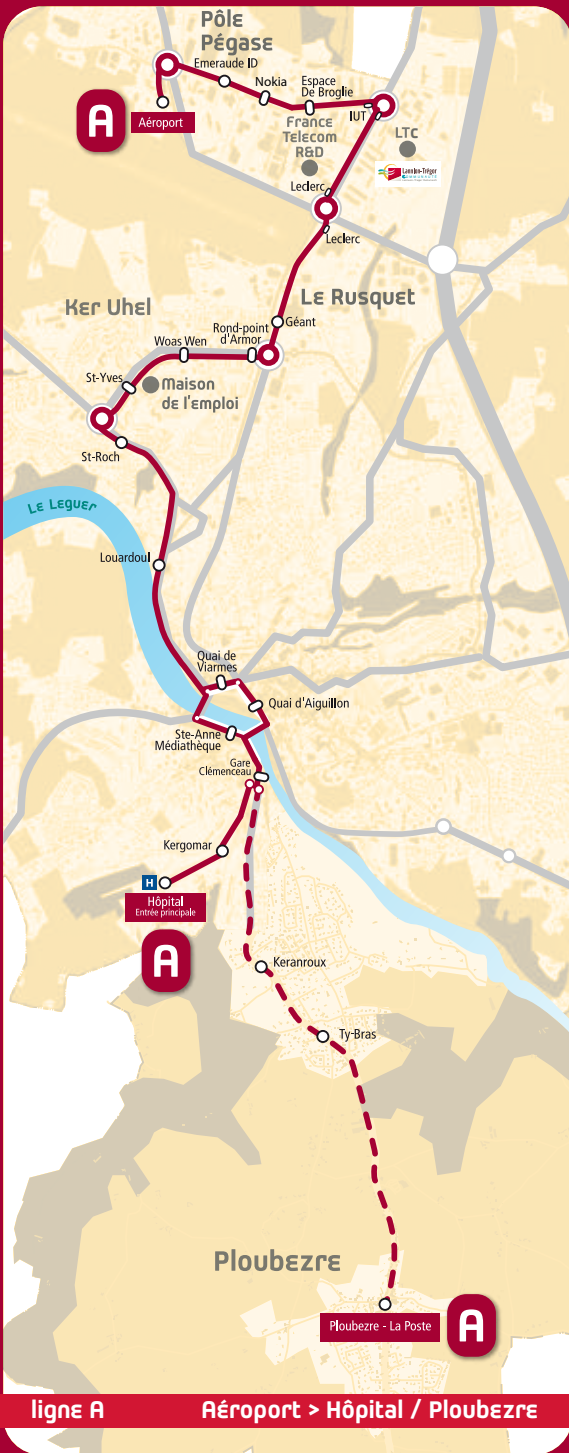 Pôle
Pégase
Emeraude ID
Nokia
Espace
De Broglie
A
Aéroport
IUT
France
Telecom
R&D
LTC
Lannion-Trégor
Leclerc
Leclerc
Ker Uhel
Le Rusquet
Géant
Rond-point
d'Armor
Woas Wen
St-Yves
Maison
de l'emploi
St-Roch
Le Leguer
Louardoul
Quai de
Viarmes
Quai d'Aiguillon
Ste-Anne
Médiathèque
Gare
Clémenceau
Kergomar
H
Hôpital
Entrée principale
A
Keranroux
Ty-Bras
Ploubezre
Ploubezre - La Poste
A
ligne A
Aéroport > Hôpital / Ploubezre